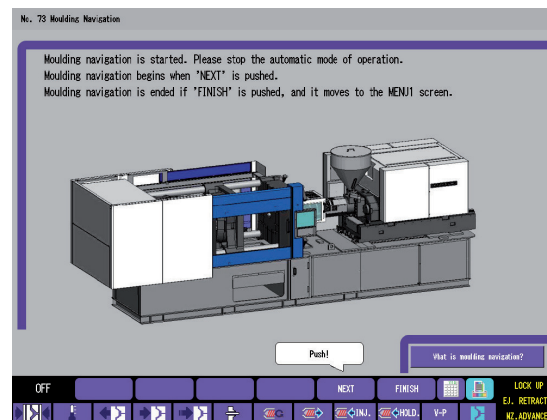 No. 73 Moulding Navigation
Moulding navigation is started. Please stop the automatic mode of operation.
Moulding navigation begins when 'NEXT' is pushed.
Moulding navigation is ended if 'FINISH' is pushed, and it moves to the MENU1 screen.
Push!
What is moulding navigation?
OFF
NEXT
FINISH
LOCK UP
EJ. RETRACT
NZ.ADVANCE
INJ.
HOLD.
V-P